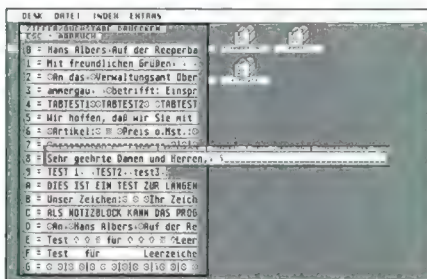 DESK DATEI INDEX EXTRAS
ZIFFER/BUCHSTABE DRUECKEN
ESC - ABBRUCH
0 = Hans Albers·Auf der Reeperba
1 = Mit freundlichen Grüßen·
2 = An das Verwaltungsamt Ober
3 = ammergau· betrifft: Einspr
4 = TABTEST1 TABTEST2 TABTEST
5 = Wir hoffen, daß wir Sie mit
6 = Artikel: Preis o.Mst.:
7 =
8 = Sehr geehrte Damen und Herren,
9 = TEST 1· ·TEST2··test3
A = DIES IST EIN TEST ZUR LANGEN
B = Unser Zeichen: Ihr Zeich
C = ALS NOTIZBLOCK KANN DAS PROG
D = An· Hans Albers·Auf der Re
E = Test für Leer
F = Test für Leerzeiche
G =